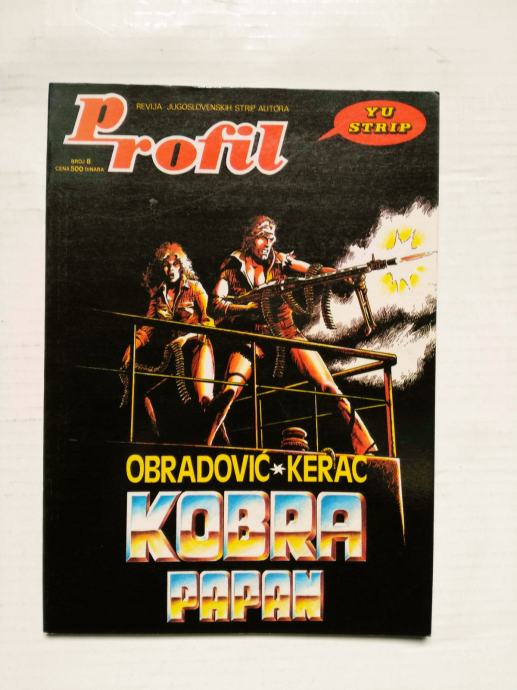 REVIJA JUGOSLOVENSKIH STRIP AUTORA
Profil
YU
STRIP
BROJ 8
CENA 500 DINARA
OBRADOVIĆ * KERAC
KOBRA
PAPAN